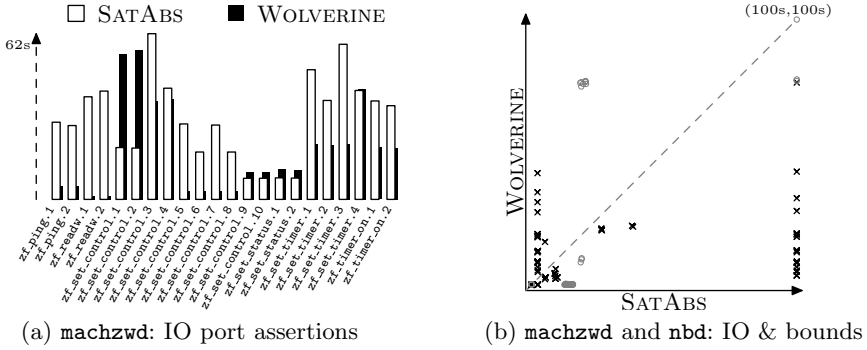 SATABS WOLVERINE
62s
zf_ping.1
zf_ping.2
zf_readw.1
zf_readw.2
zf_set_control.1
zf_set_control.2
zf_set_control.3
zf_set_control.4
zf_set_control.5
zf_set_control.6
zf_set_control.7
zf_set_control.8
zf_set_control.9
zf_set_control.10
zf_set_status.1
zf_set_status.2
zf_set_timer.1
zf_set_timer.2
zf_set_timer.3
zf_set_timer.4
zf_timer_on.1
zf_timer_on.2
(a) machzwd: IO port assertions
(100s,100s)
WOLVERINE
SATABS
(b) machzwd and nbd: IO & bounds